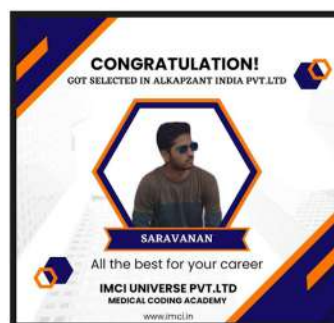 CONGRATULATION!
GOT SELECTED IN ALKAPZANT INDIA PVT.LTD
SARAVANAN
All the best for your career
IMCI UNIVERSE PVT.LTD
MEDICAL CODING ACADEMY
www.imci.in